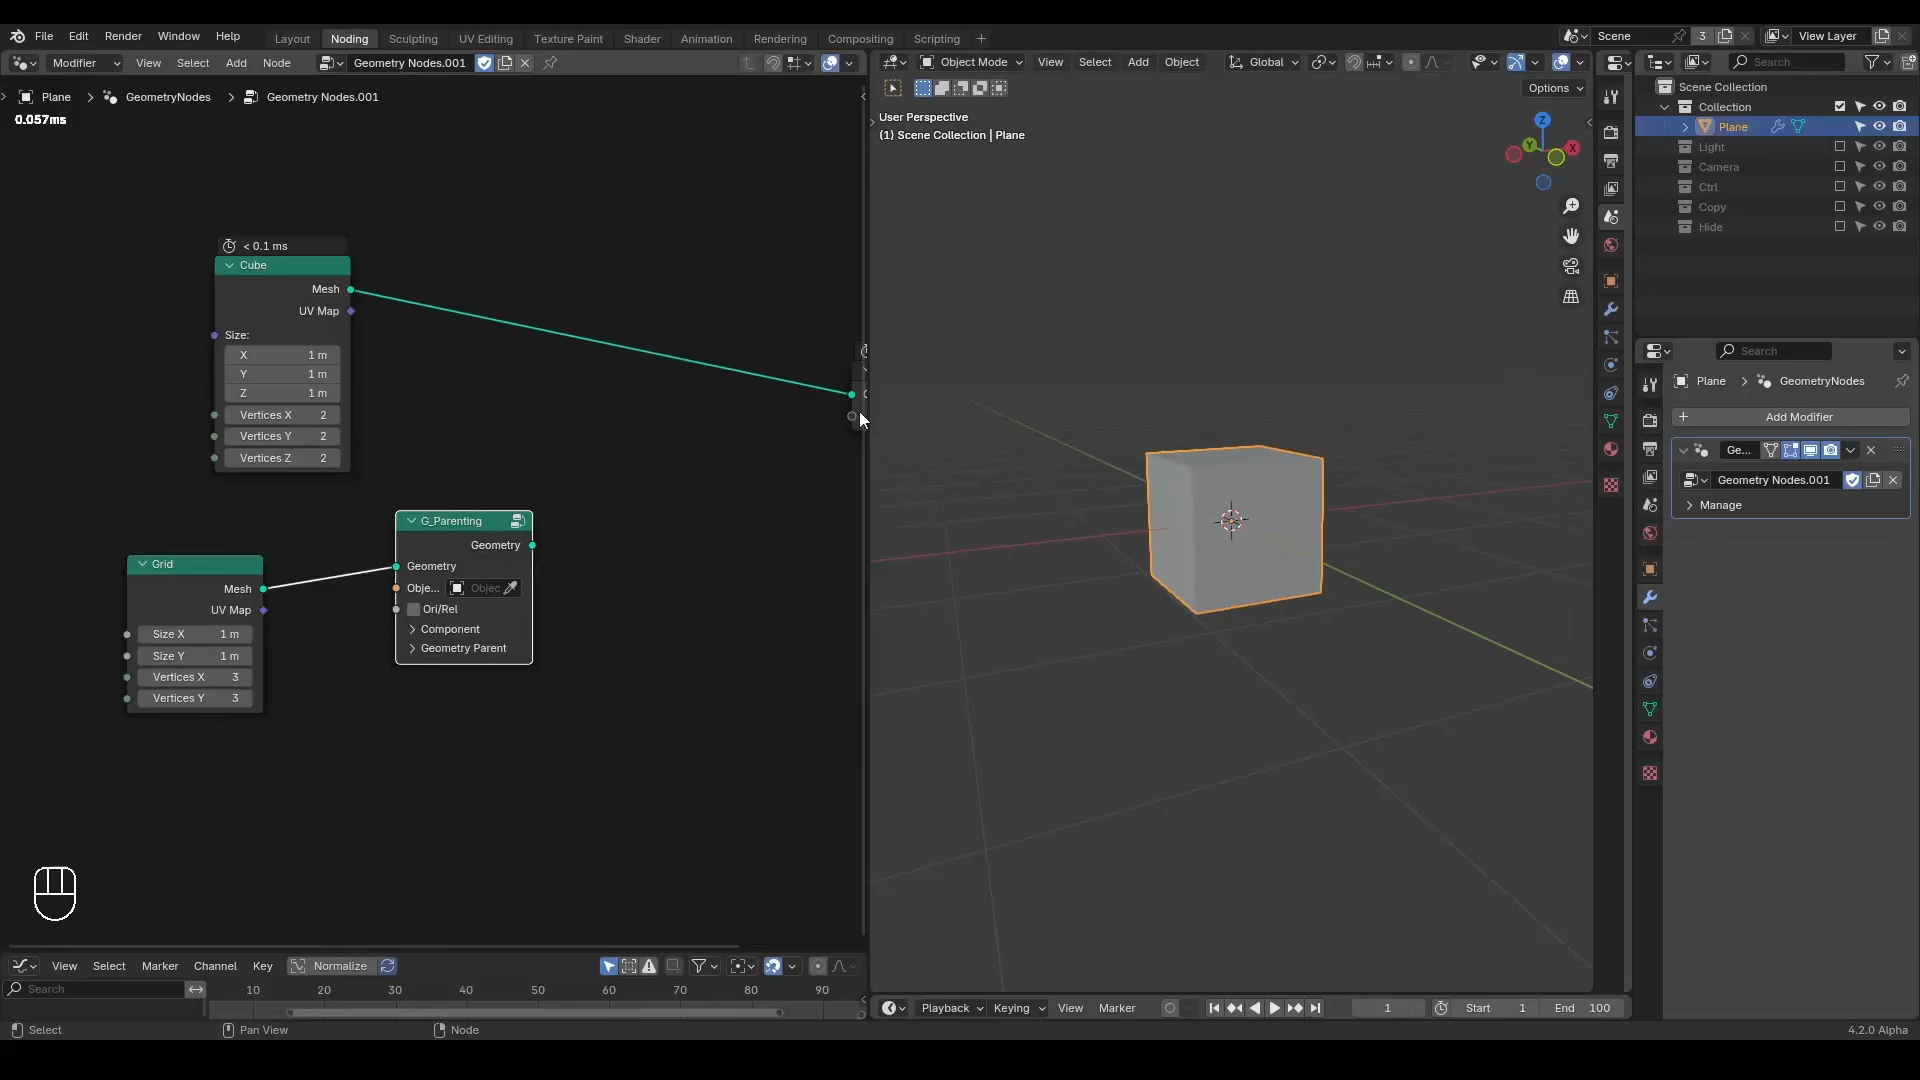 File Edit Render Window Help Layout Noding Sculpting UV Editing Texture Paint Shader Animation Rendering Compositing Scripting Scene 3 View Layer
Modifier View Select Add Node Geometry Nodes.001
Object Mode View Select Add Object Global
Search
Plane GeometryNodes Geometry Nodes.001
0.057ms
Options
User Perspective
(1) Scene Collection | Plane
Z
Y
X
Scene Collection
Collection
Plane
Light
Camera
Ctrl
Copy
Hide
< 0.1 ms
Cube
Mesh
UV Map
Size:
X 1 m
Y 1 m
Z 1 m
Vertices X 2
Vertices Y 2
Vertices Z 2
G_Parenting
Geometry
Geometry
Obje... Objec
Ori/Rel
Component
Geometry Parent
Grid
Mesh
UV Map
Size X 1 m
Size Y 1 m
Vertices X 3
Vertices Y 3
Search
Plane GeometryNodes
Add Modifier
Ge...
Geometry Nodes.001
Manage
View Select Marker Channel Key Normalize
Search
10 20 30 40 50 60 70 80 90
Playback Keying View Marker 1 Start 1 End 100
Select Pan View Node 4.2.0 Alpha